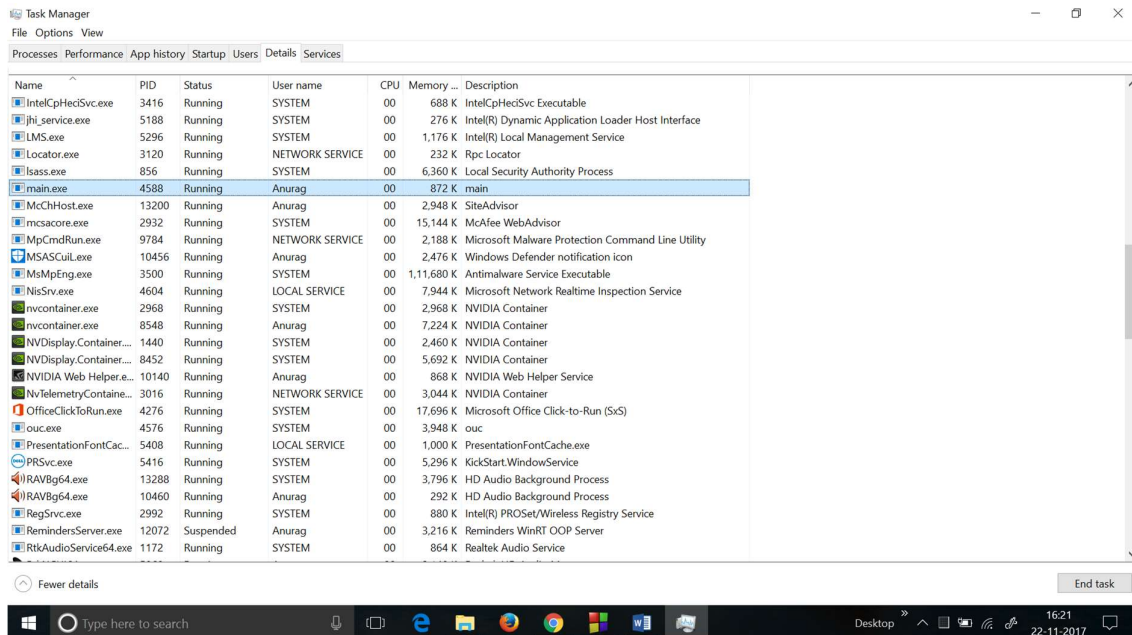 Task Manager
File Options View
Processes Performance App history Startup Users Details Services
Name PID Status User name CPU Memory ... Description
IntelCpHeciSvc.exe 3416 Running SYSTEM 00 688 K IntelCpHeciSvc Executable
jhi_service.exe 5188 Running SYSTEM 00 276 K Intel(R) Dynamic Application Loader Host Interface
LMS.exe 5296 Running SYSTEM 00 1,176 K Intel(R) Local Management Service
Locator.exe 3120 Running NETWORK SERVICE 00 232 K Rpc Locator
lsass.exe 856 Running SYSTEM 00 6,360 K Local Security Authority Process
main.exe 4588 Running Anurag 00 872 K main
McChHost.exe 13200 Running Anurag 00 2,948 K SiteAdvisor
mcsacore.exe 2932 Running SYSTEM 00 15,144 K McAfee WebAdvisor
MpCmdRun.exe 9784 Running NETWORK SERVICE 00 2,188 K Microsoft Malware Protection Command Line Utility
MSASCuiL.exe 10456 Running Anurag 00 2,476 K Windows Defender notification icon
MsMpEng.exe 3500 Running SYSTEM 00 1,11,680 K Antimalware Service Executable
NisSrv.exe 4604 Running LOCAL SERVICE 00 7,944 K Microsoft Network Realtime Inspection Service
nvcontainer.exe 2968 Running SYSTEM 00 2,968 K NVIDIA Container
nvcontainer.exe 8548 Running Anurag 00 7,224 K NVIDIA Container
NVDisplay.Container.... 1440 Running SYSTEM 00 2,460 K NVIDIA Container
NVDisplay.Container.... 8452 Running SYSTEM 00 5,692 K NVIDIA Container
NVIDIA Web Helper.e... 10140 Running Anurag 00 868 K NVIDIA Web Helper Service
NvTelemetryContaine... 3016 Running NETWORK SERVICE 00 3,044 K NVIDIA Container
OfficeClickToRun.exe 4276 Running SYSTEM 00 17,696 K Microsoft Office Click-to-Run (SxS)
ouc.exe 4576 Running SYSTEM 00 3,948 K ouc
PresentationFontCac... 5408 Running LOCAL SERVICE 00 1,000 K PresentationFontCache.exe
PRSvc.exe 5416 Running SYSTEM 00 5,296 K KickStart.WindowService
RAVBg64.exe 13288 Running SYSTEM 00 3,796 K HD Audio Background Process
RAVBg64.exe 10460 Running Anurag 00 292 K HD Audio Background Process
RegSrvc.exe 2992 Running SYSTEM 00 880 K Intel(R) PROSet/Wireless Registry Service
RemindersServer.exe 12072 Suspended Anurag 00 3,216 K Reminders WinRT OOP Server
RtkAudioService64.exe 1172 Running SYSTEM 00 864 K Realtek Audio Service
Fewer details End task
Type here to search Desktop 16:21
22-11-2017